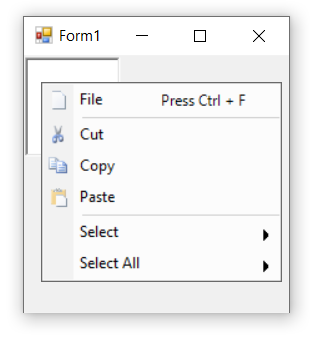 Form1
File Press Ctrl + F
Cut
Copy
Paste
Select
Select All